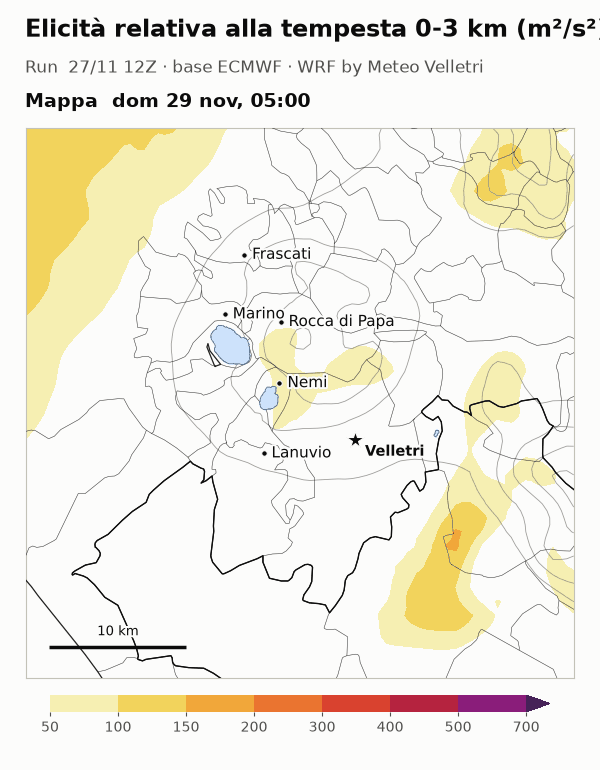 Elicità relativa alla tempesta 0-3 km (m²/s²)
Run 27/11 12Z · base ECMWF · WRF by Meteo Velletri
Mappa dom 29 nov, 05:00
Frascati
Marino
Rocca di Papa
Nemi
Velletri
Lanuvio
10 km
50 100 150 200 300 400 500 700